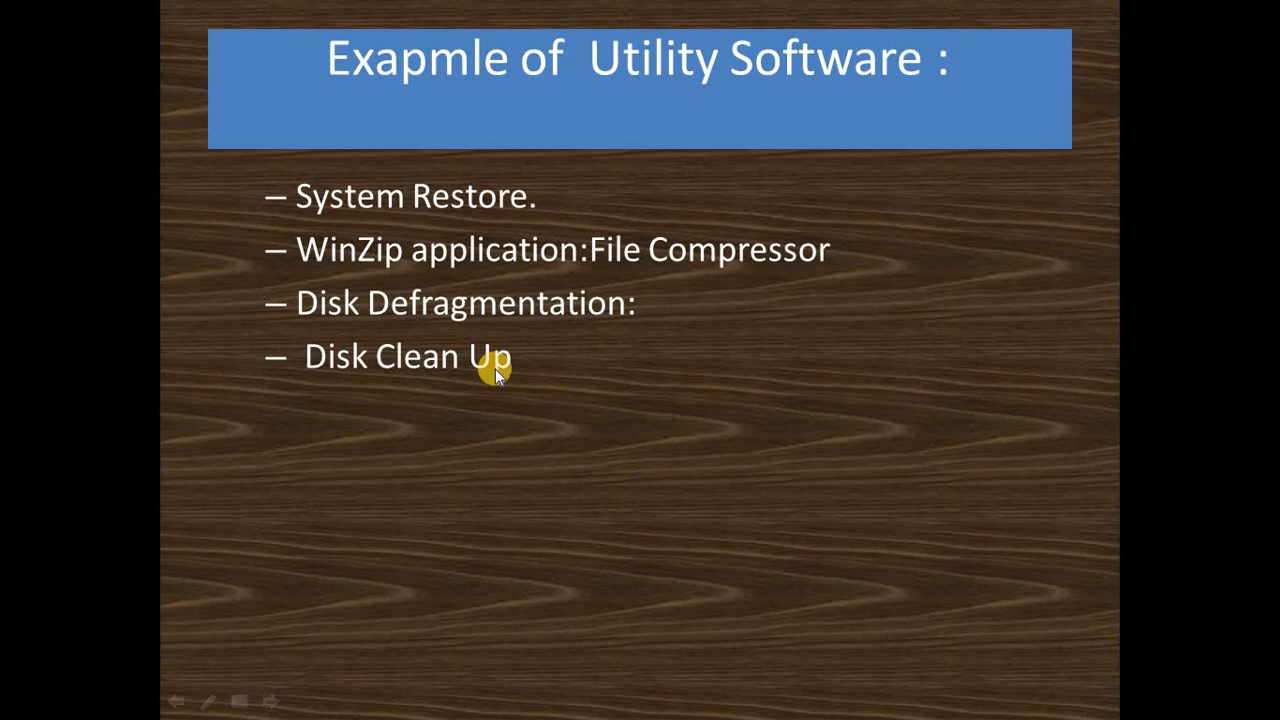 Exapmle of  Utility Software :
– System Restore.
– WinZip application:File Compressor
– Disk Defragmentation:
–  Disk Clean Up